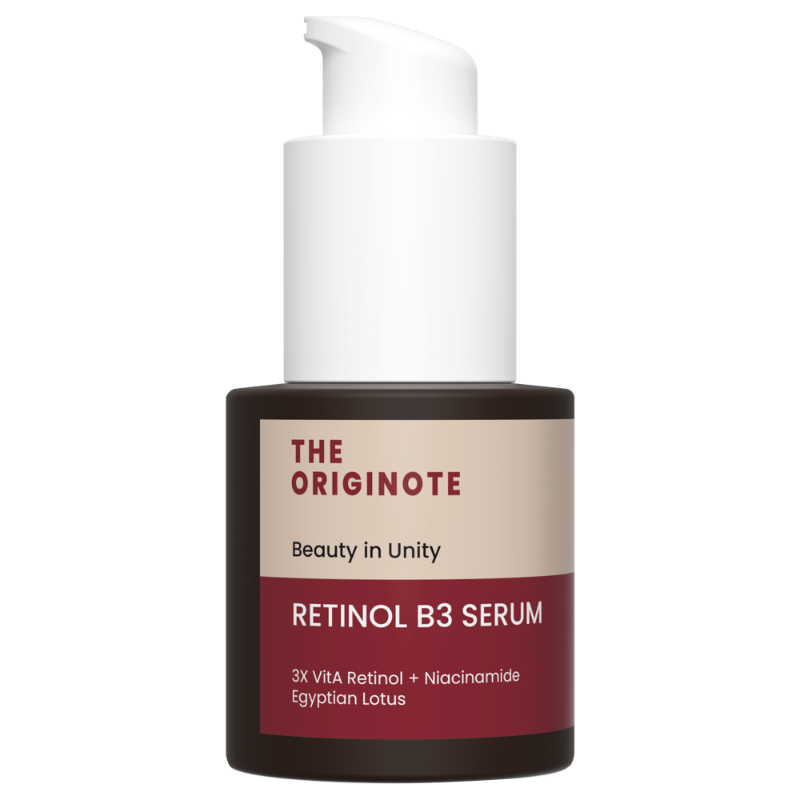 THE
ORIGINOTE
Beauty in Unity
RETINOL B3 SERUM
3X VitA Retinol + Niacinamide
Egyptian Lotus